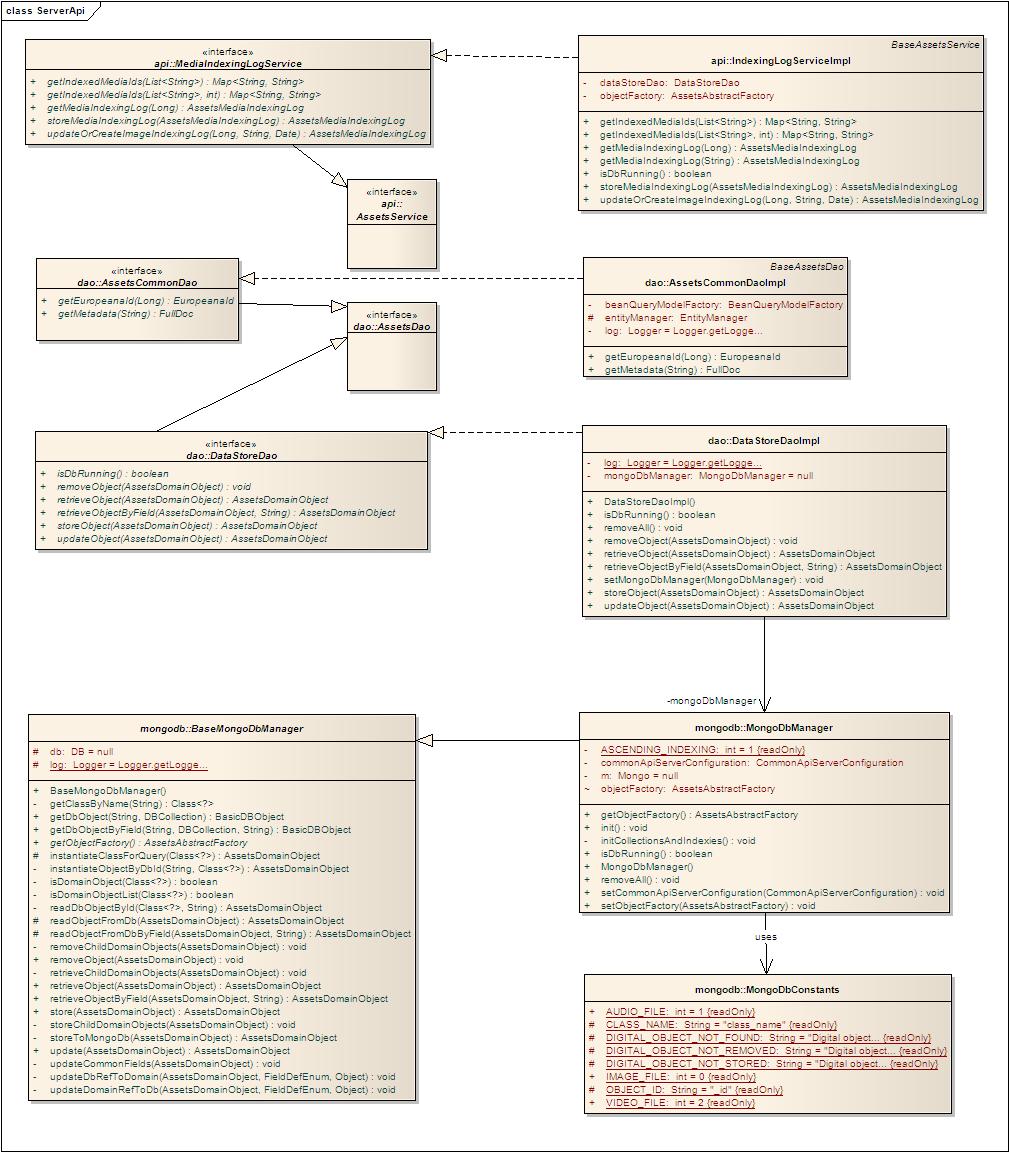 class ServerApi
«interface»
api::MediaIndexingLogService
+ getIndexedMediaIds(List<String>) : Map<String, String>
+ getIndexedMediaIds(List<String>, int) : Map<String, String>
+ getMediaIndexingLog(Long) : AssetsMediaIndexingLog
+ storeMediaIndexingLog(AssetsMediaIndexingLog) : AssetsMediaIndexingLog
+ updateOrCreateImageIndexingLog(Long, String, Date) : AssetsMediaIndexingLog
BaseAssetsService
api::IndexingLogServiceImpl
- dataStoreDao: DataStoreDao
- objectFactory: AssetsAbstractFactory
+ getIndexedMediaIds(List<String>) : Map<String, String>
+ getIndexedMediaIds(List<String>, int) : Map<String, String>
+ getMediaIndexingLog(Long) : AssetsMediaIndexingLog
+ getMediaIndexingLog(String) : AssetsMediaIndexingLog
+ isDbRunning() : boolean
+ storeMediaIndexingLog(AssetsMediaIndexingLog) : AssetsMediaIndexingLog
+ updateOrCreateImageIndexingLog(Long, String, Date) : AssetsMediaIndexingLog
«interface»
api::
AssetsService
«interface»
dao::AssetsCommonDao
+ getEuropeanaId(Long) : EuropeanaId
+ getMetadata(String) : FullDoc
BaseAssetsDao
dao::AssetsCommonDaoImpl
- beanQueryModelFactory: BeanQueryModelFactory
# entityManager: EntityManager
- log: Logger = Logger.getLogge...
+ getEuropeanaId(Long) : EuropeanaId
+ getMetadata(String) : FullDoc
«interface»
dao::AssetsDao
«interface»
dao::DataStoreDao
+ isDbRunning() : boolean
+ removeObject(AssetsDomainObject) : void
+ retrieveObject(AssetsDomainObject) : AssetsDomainObject
+ retrieveObjectByField(AssetsDomainObject, String) : AssetsDomainObject
+ storeObject(AssetsDomainObject) : AssetsDomainObject
+ updateObject(AssetsDomainObject) : AssetsDomainObject
dao::DataStoreDaoImpl
- log: Logger = Logger.getLogge...
- mongoDbManager: MongoDbManager = null
+ DataStoreDaoImpl()
+ isDbRunning() : boolean
+ removeAll() : void
+ removeObject(AssetsDomainObject) : void
+ retrieveObject(AssetsDomainObject) : AssetsDomainObject
+ retrieveObjectByField(AssetsDomainObject, String) : AssetsDomainObject
+ setMongoDbManager(MongoDbManager) : void
+ storeObject(AssetsDomainObject) : AssetsDomainObject
+ updateObject(AssetsDomainObject) : AssetsDomainObject
-mongoDbManager
mongodb::BaseMongoDbManager
# db: DB = null
# log: Logger = Logger.getLogge...
+ BaseMongoDbManager()
- getClassByName(String) : Class<?>
+ getDbObject(String, DBCollection) : BasicDBObject
+ getDbObjectByField(String, DBCollection, String) : BasicDBObject
+ getObjectFactory() : AssetsAbstractFactory
# instantiateClassForQuery(Class<?>) : AssetsDomainObject
- instantiateObjectByDbId(String, Class<?>) : AssetsDomainObject
- isDomainObject(Class<?>) : boolean
- isDomainObjectList(Class<?>) : boolean
- readDbObjectById(Class<?>, String) : AssetsDomainObject
# readObjectFromDb(AssetsDomainObject) : AssetsDomainObject
# readObjectFromDbByField(AssetsDomainObject, String) : AssetsDomainObject
- removeChildDomainObjects(AssetsDomainObject) : void
+ removeObject(AssetsDomainObject) : void
- retrieveChildDomainObjects(AssetsDomainObject) : void
+ retrieveObject(AssetsDomainObject) : AssetsDomainObject
+ retrieveObjectByField(AssetsDomainObject, String) : AssetsDomainObject
+ store(AssetsDomainObject) : AssetsDomainObject
- storeChildDomainObjects(AssetsDomainObject) : void
- storeToMongoDb(AssetsDomainObject) : AssetsDomainObject
+ update(AssetsDomainObject) : AssetsDomainObject
- updateCommonFields(AssetsDomainObject) : void
- updateDbRefToDomain(AssetsDomainObject, FieldDefEnum, Object) : void
- updateDomainRefToDb(AssetsDomainObject, FieldDefEnum, Object) : void
mongodb::MongoDbManager
- ASCENDING_INDEXING: int = 1 {readOnly}
- commonApiServerConfiguration: CommonApiServerConfiguration
- m: Mongo = null
~ objectFactory: AssetsAbstractFactory
+ getObjectFactory() : AssetsAbstractFactory
+ init() : void
- initCollectionsAndIndexies() : void
+ isDbRunning() : boolean
+ MongoDbManager()
+ removeAll() : void
+ setCommonApiServerConfiguration(CommonApiServerConfiguration) : void
+ setObjectFactory(AssetsAbstractFactory) : void
uses
mongodb::MongoDbConstants
+ AUDIO_FILE: int = 1 {readOnly}
# CLASS_NAME: String = "class_name" {readOnly}
# DIGITAL_OBJECT_NOT_FOUND: String = "Digital object... {readOnly}
# DIGITAL_OBJECT_NOT_REMOVED: String = "Digital object... {readOnly}
# DIGITAL_OBJECT_NOT_STORED: String = "Digital object... {readOnly}
+ IMAGE_FILE: int = 0 {readOnly}
# OBJECT_ID: String = "_id" {readOnly}
+ VIDEO_FILE: int = 2 {readOnly}